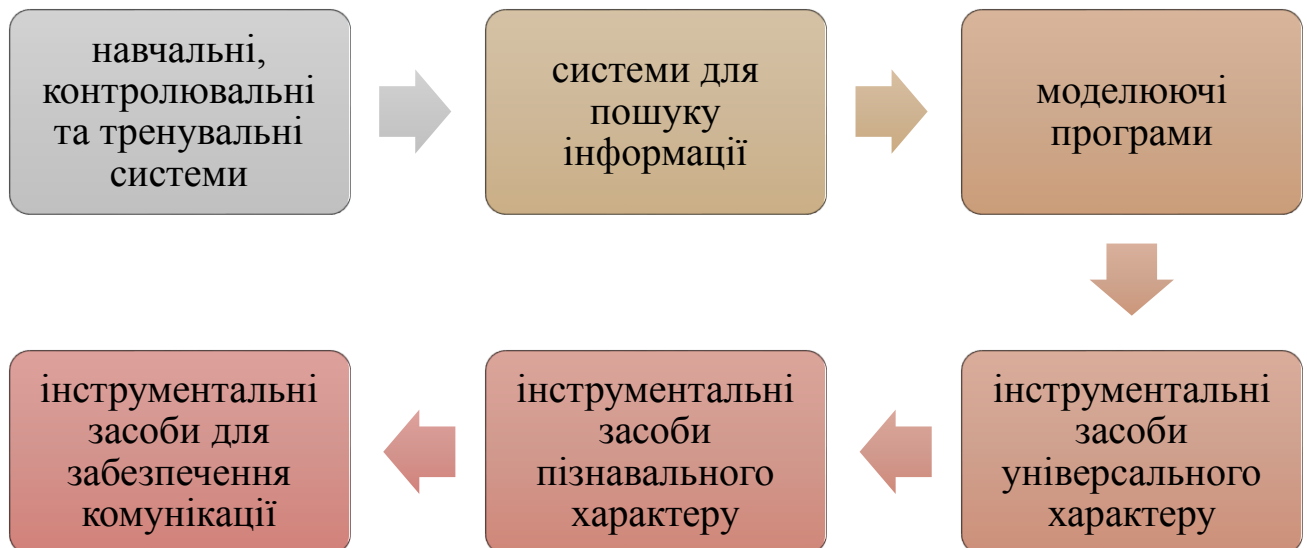 навчальні,
контролювальні
та тренувальні
системи
системи для
пошуку
інформації
моделюючі
програми
інструментальні
засоби
універсального
характеру
інструментальні
засоби
пізнавального
характеру
інструментальні
засоби для
забезпечення
комунікації